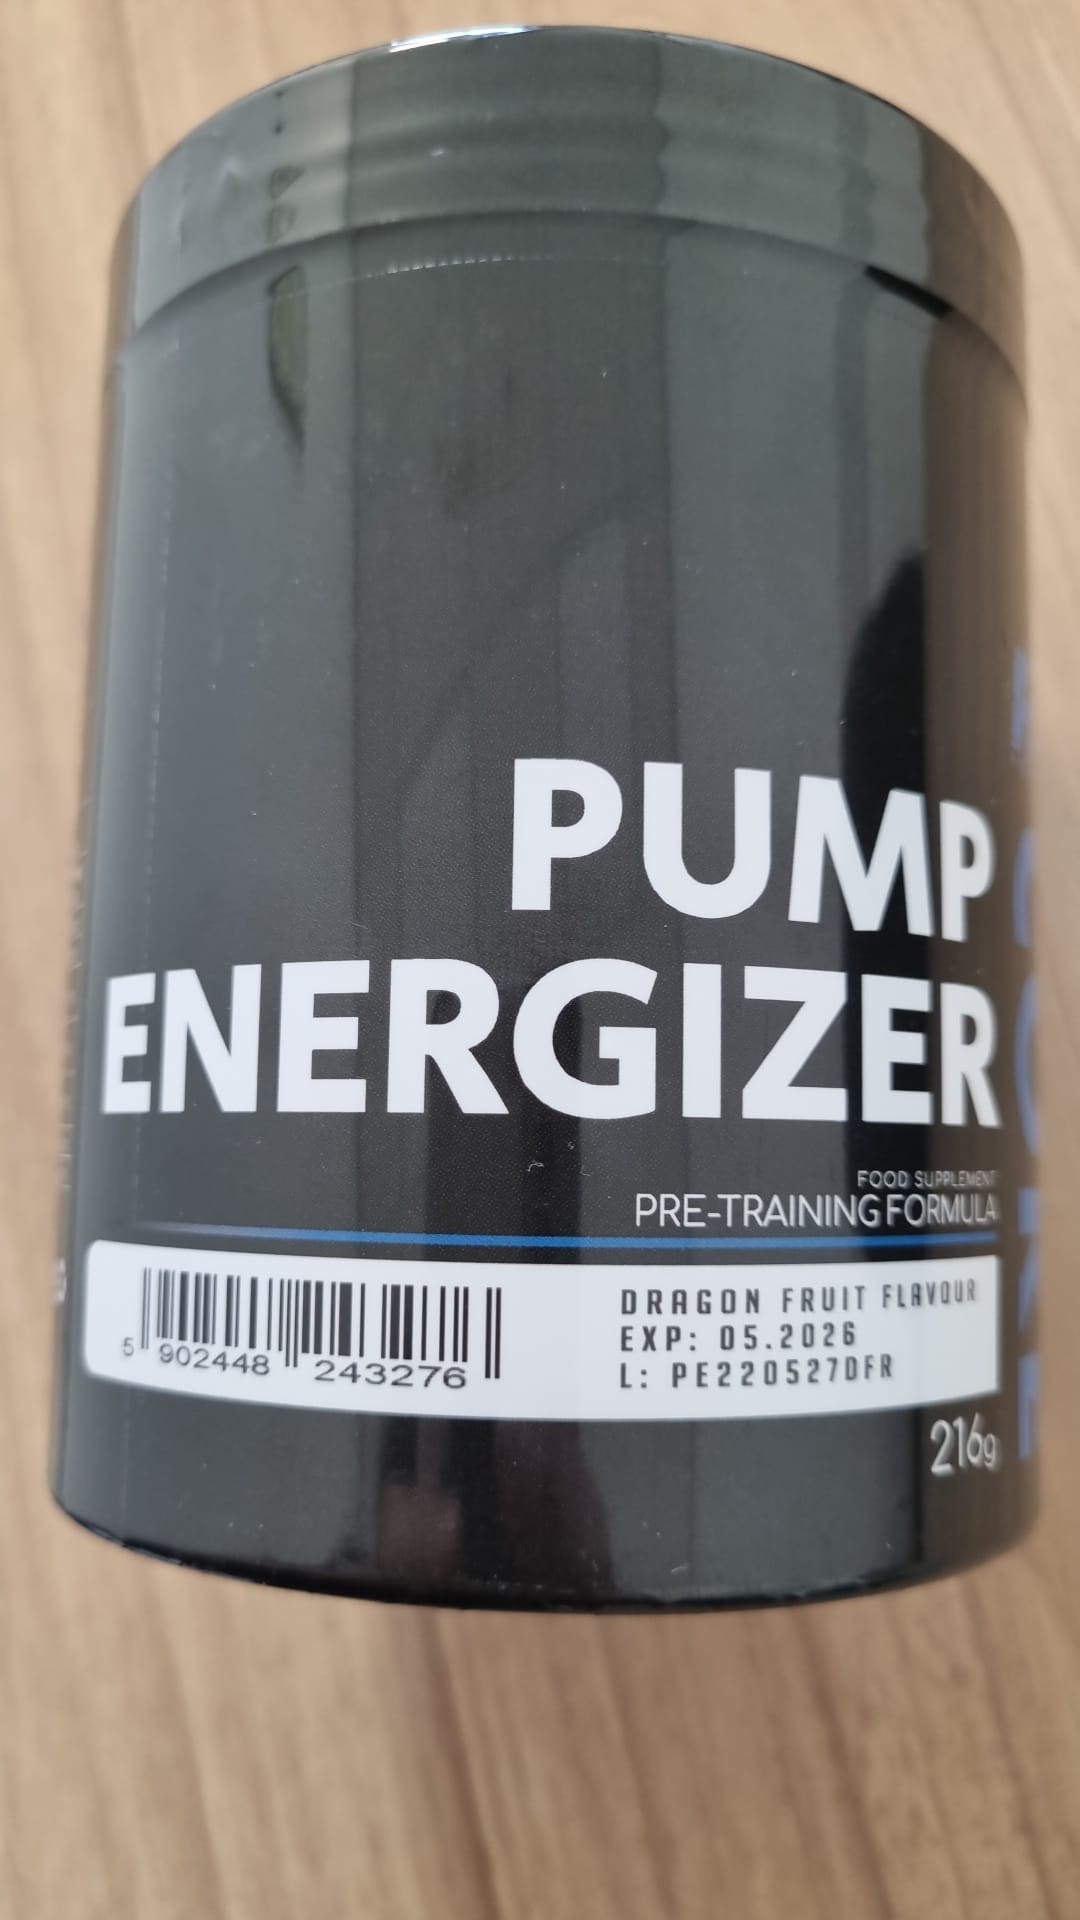 PUMP
ENERGIZER
FOOD SUPPLEMENT
PRE-TRAINING FORMULA
5 902448 243276
DRAGON FRUIT FLAVOUR
EXP: 05.2026
L: PE220527DFR
216g